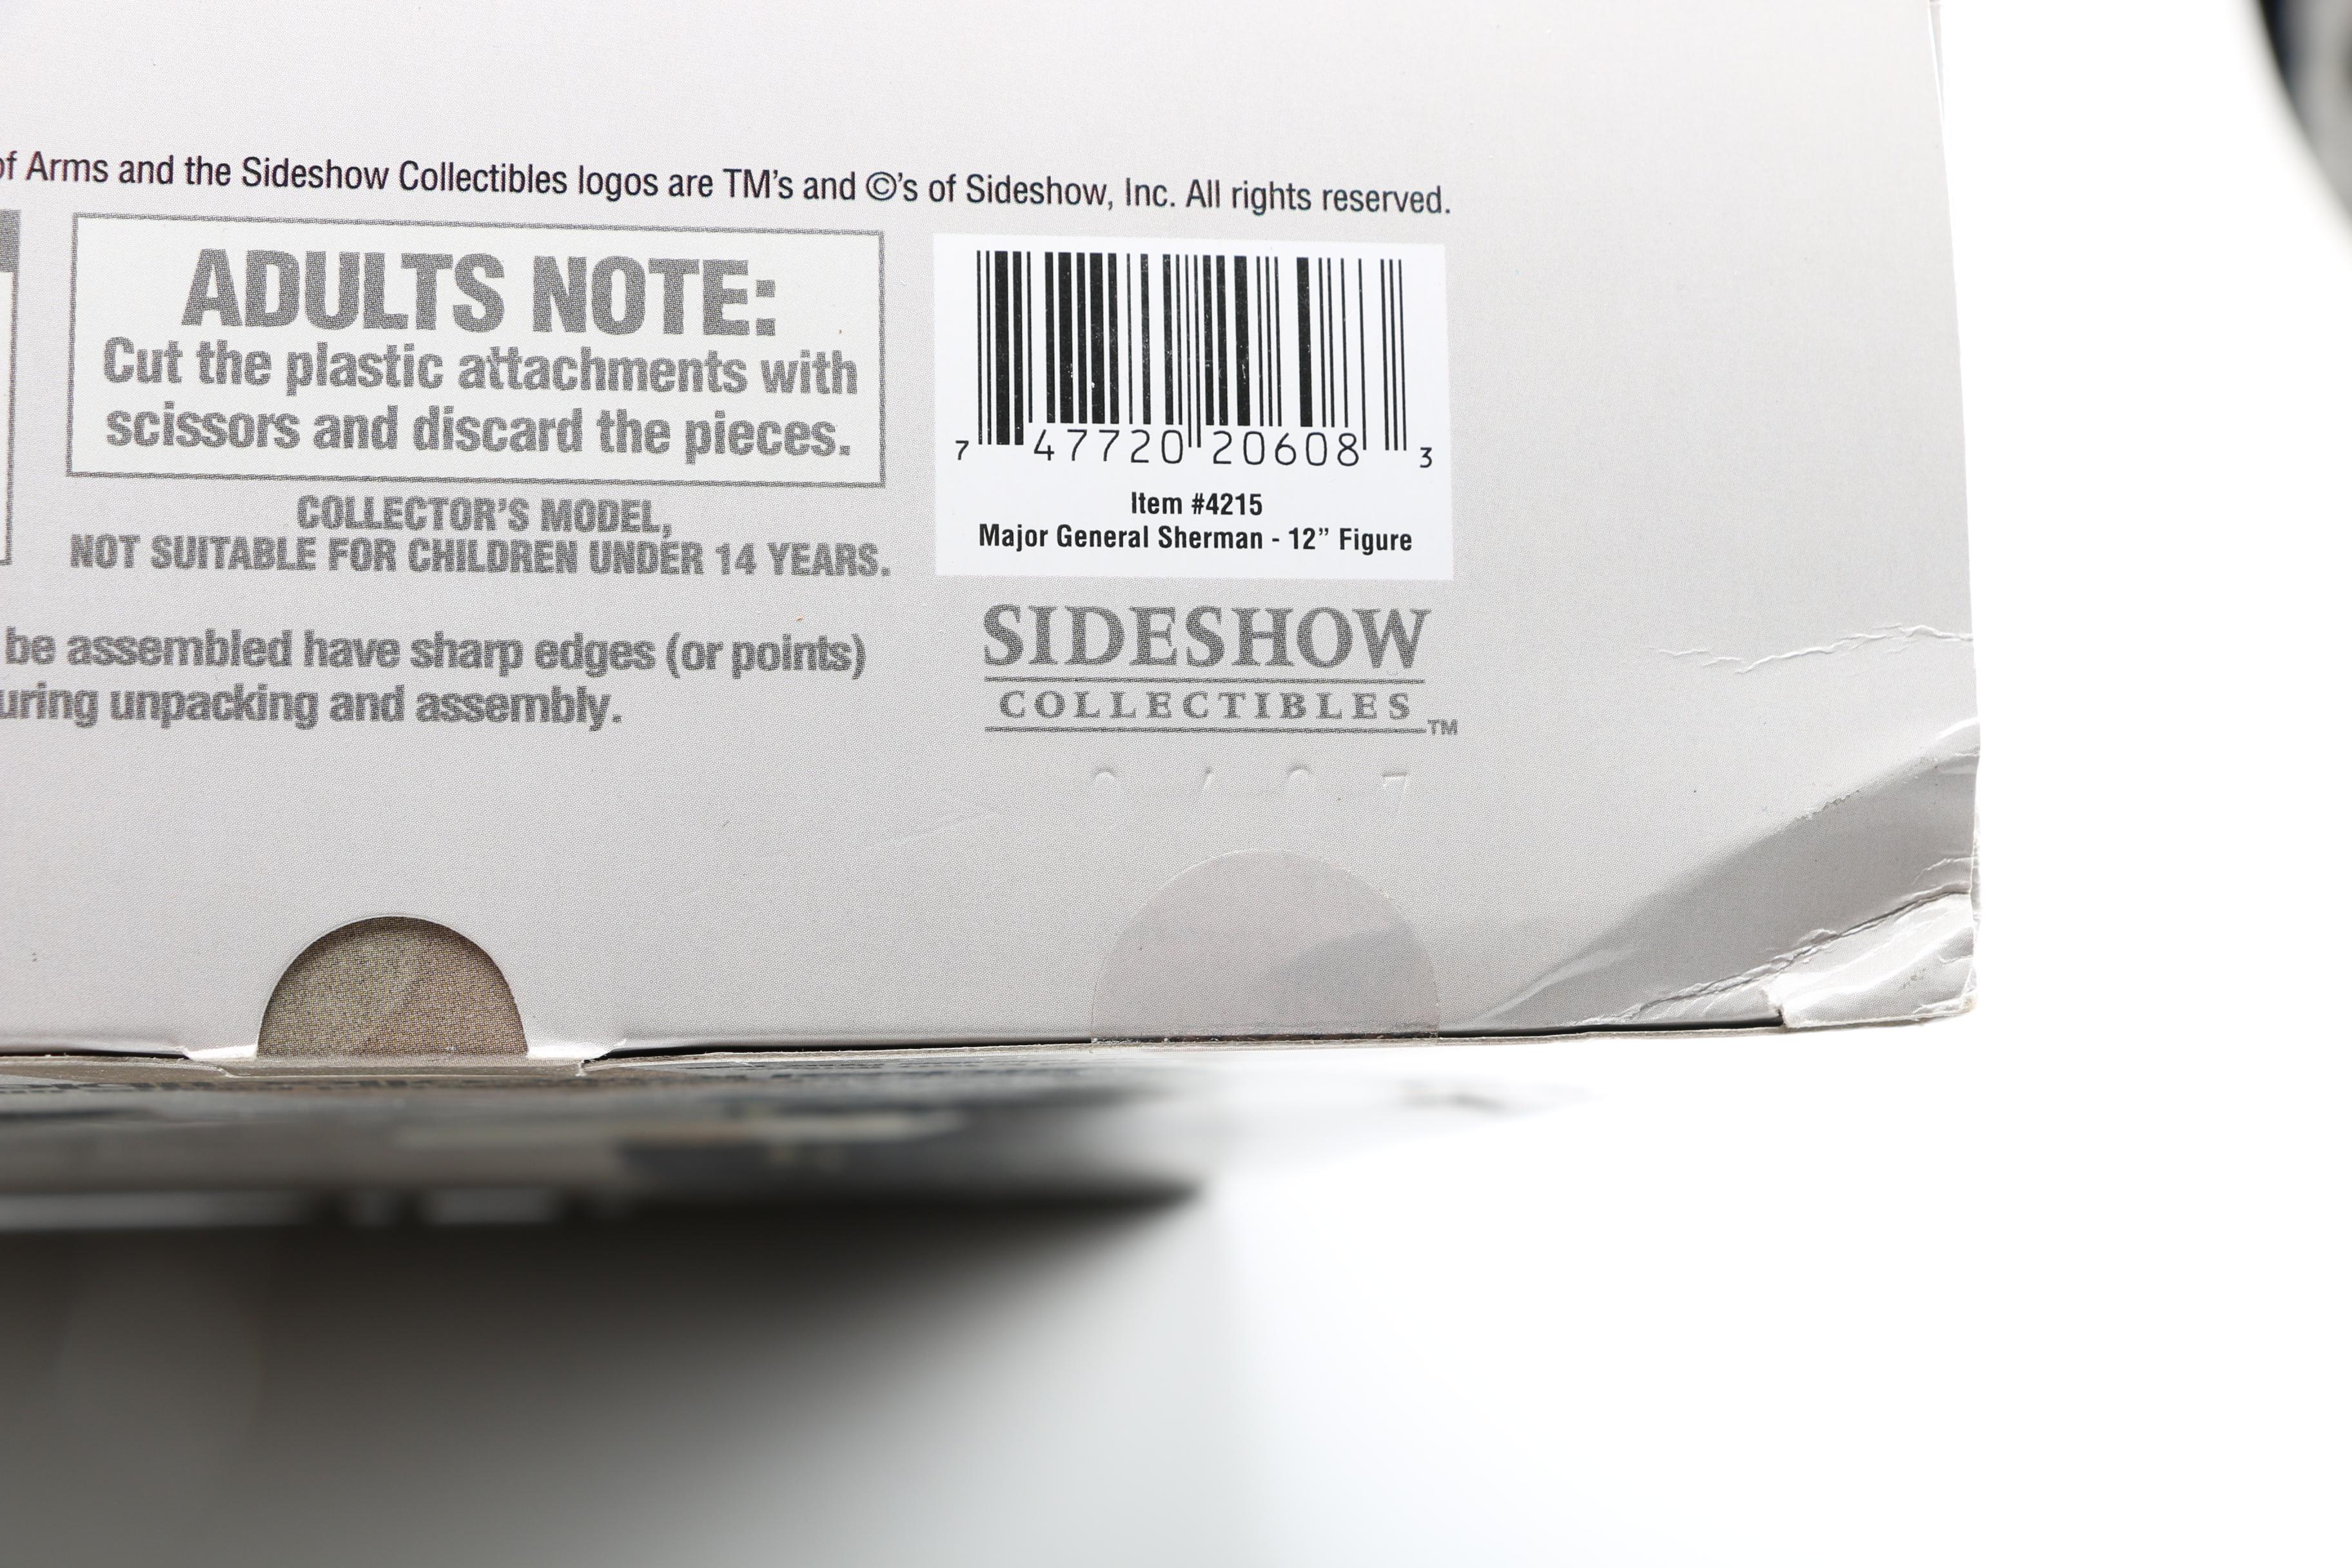 of Arms and the Sideshow Collectibles logos are TM's and ©'s of Sideshow, Inc. All rights reserved.
ADULTS NOTE:
Cut the plastic attachments with
scissors and discard the pieces.
COLLECTOR'S MODEL,
NOT SUITABLE FOR CHILDREN UNDER 14 YEARS.
be assembled have sharp edges (or points)
uring unpacking and assembly.
7 47720 20608 3
Item #4215
Major General Sherman - 12” Figure
SIDESHOW
COLLECTIBLES TM